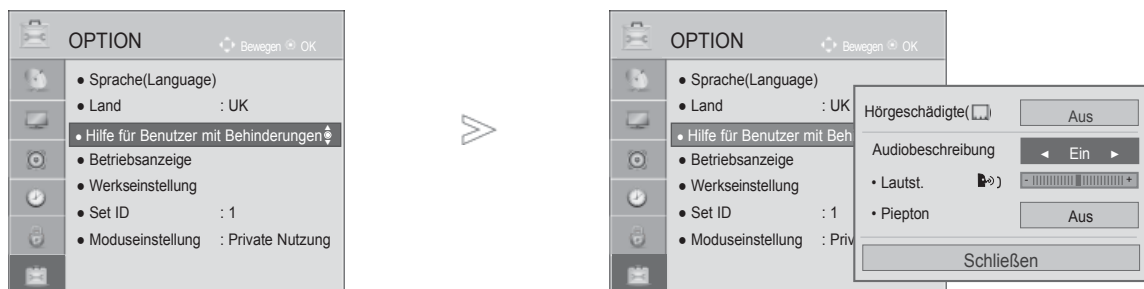 OPTION
Bewegen OK
● Sprache(Language)
● Land : UK
● Hilfe für Benutzer mit Behinderungen
● Betriebsanzeige
● Werkseinstellung
● Set ID : 1
● Moduseinstellung : Private Nutzung
OPTION
Bewegen OK
● Sprache(Language)
● Land : UK
● Hilfe für Benutzer mit Beh
● Betriebsanzeige
● Werkseinstellung
● Set ID : 1
● Moduseinstellung : Priv
Hörgeschädigte( ) Aus
Audiobeschreibung ◄ Ein ►
• Lautst. - +
• Piepton Aus
Schließen